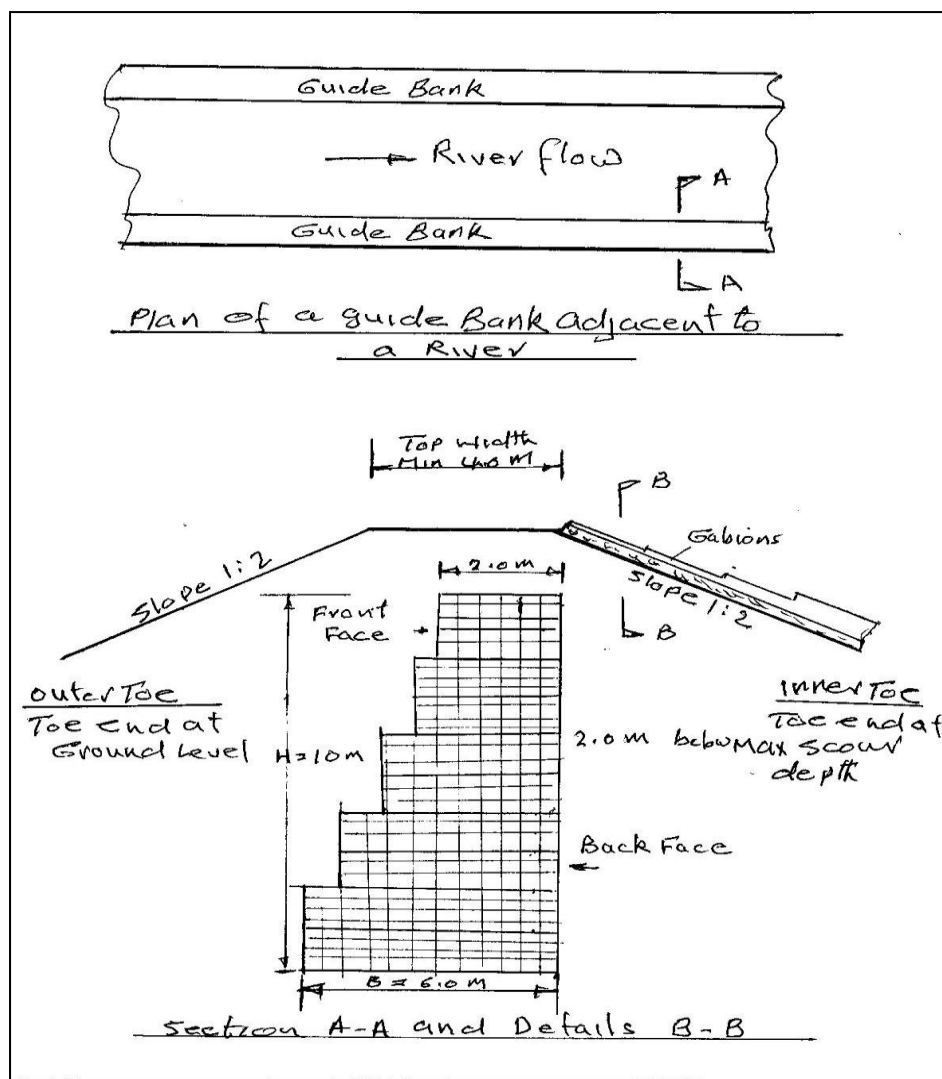 Guide Bank
River flow
A
Guide Bank
A
Plan of a guide Bank adjacent to
a River
Top width
Min 4.0 M
B
Gabions
Slope 1:2
2.0 M
Slope 1:2
Front
Face
B
outer Toe
Toe end at
Ground Level
H=10m
inner Toe
Toe end at
2.0 m below Max scour
depth
Back Face
B = 6.0 M
Section A-A and Details B-B